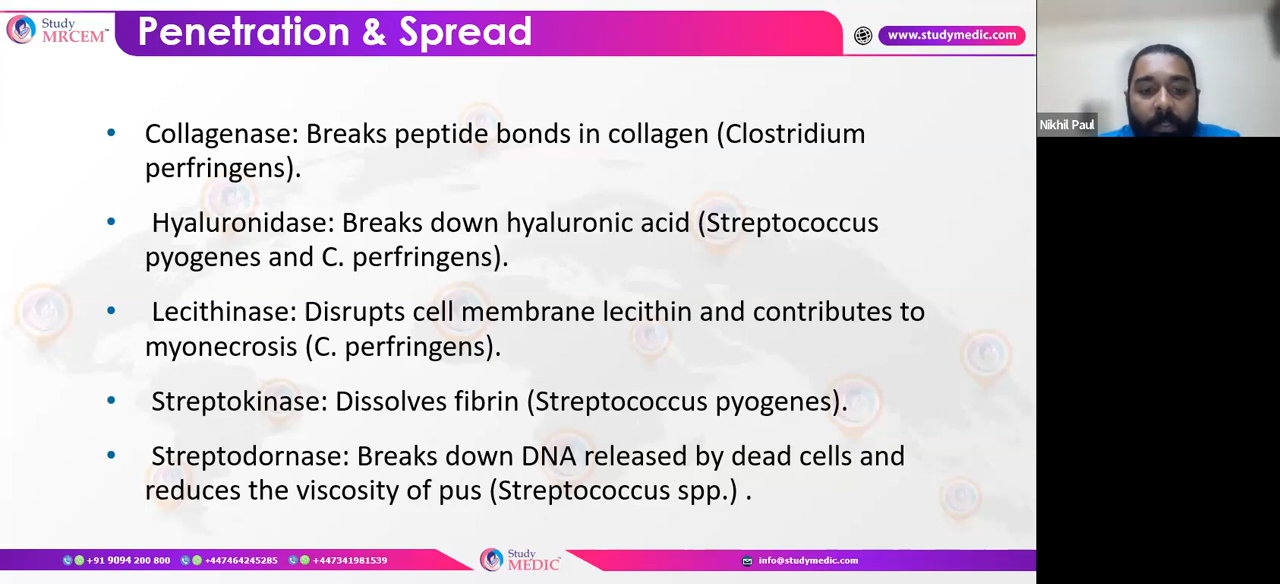 Study
MRCEM™
Penetration & Spread
www.studymedic.com
Nikhil Paul
• Collagenase: Breaks peptide bonds in collagen (Clostridium
perfringens).
• Hyaluronidase: Breaks down hyaluronic acid (Streptococcus
pyogenes and C. perfringens).
• Lecithinase: Disrupts cell membrane lecithin and contributes to
myonecrosis (C. perfringens).
• Streptokinase: Dissolves fibrin (Streptococcus pyogenes).
• Streptodornase: Breaks down DNA released by dead cells and
reduces the viscosity of pus (Streptococcus spp.) .
+91 9094 200 800 +447464245285 +447341981539
Study
MEDIC™
info@studymedic.com